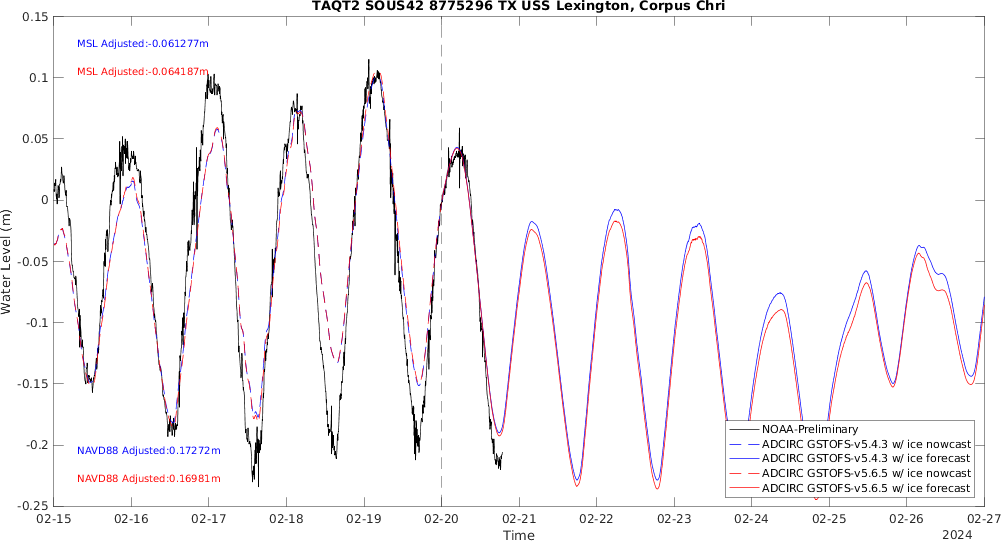 TAQT2 SOUS42 8775296 TX USS Lexington, Corpus Chri
0.15
0.1
0.05
0
-0.05
-0.1
-0.15
-0.2
-0.25
Water Level (m)
MSL Adjusted:-0.061277m
MSL Adjusted:-0.064187m
NAVD88 Adjusted:0.17272m
NAVD88 Adjusted:0.16981m
NOAA-Preliminary
ADCIRC GSTOFS-v5.4.3 w/ ice nowcast
ADCIRC GSTOFS-v5.4.3 w/ ice forecast
ADCIRC GSTOFS-v5.6.5 w/ ice nowcast
ADCIRC GSTOFS-v5.6.5 w/ ice forecast
02-15 02-16 02-17 02-18 02-19 02-20 02-21 02-22 02-23 02-24 02-25 02-26 02-27
Time
2024